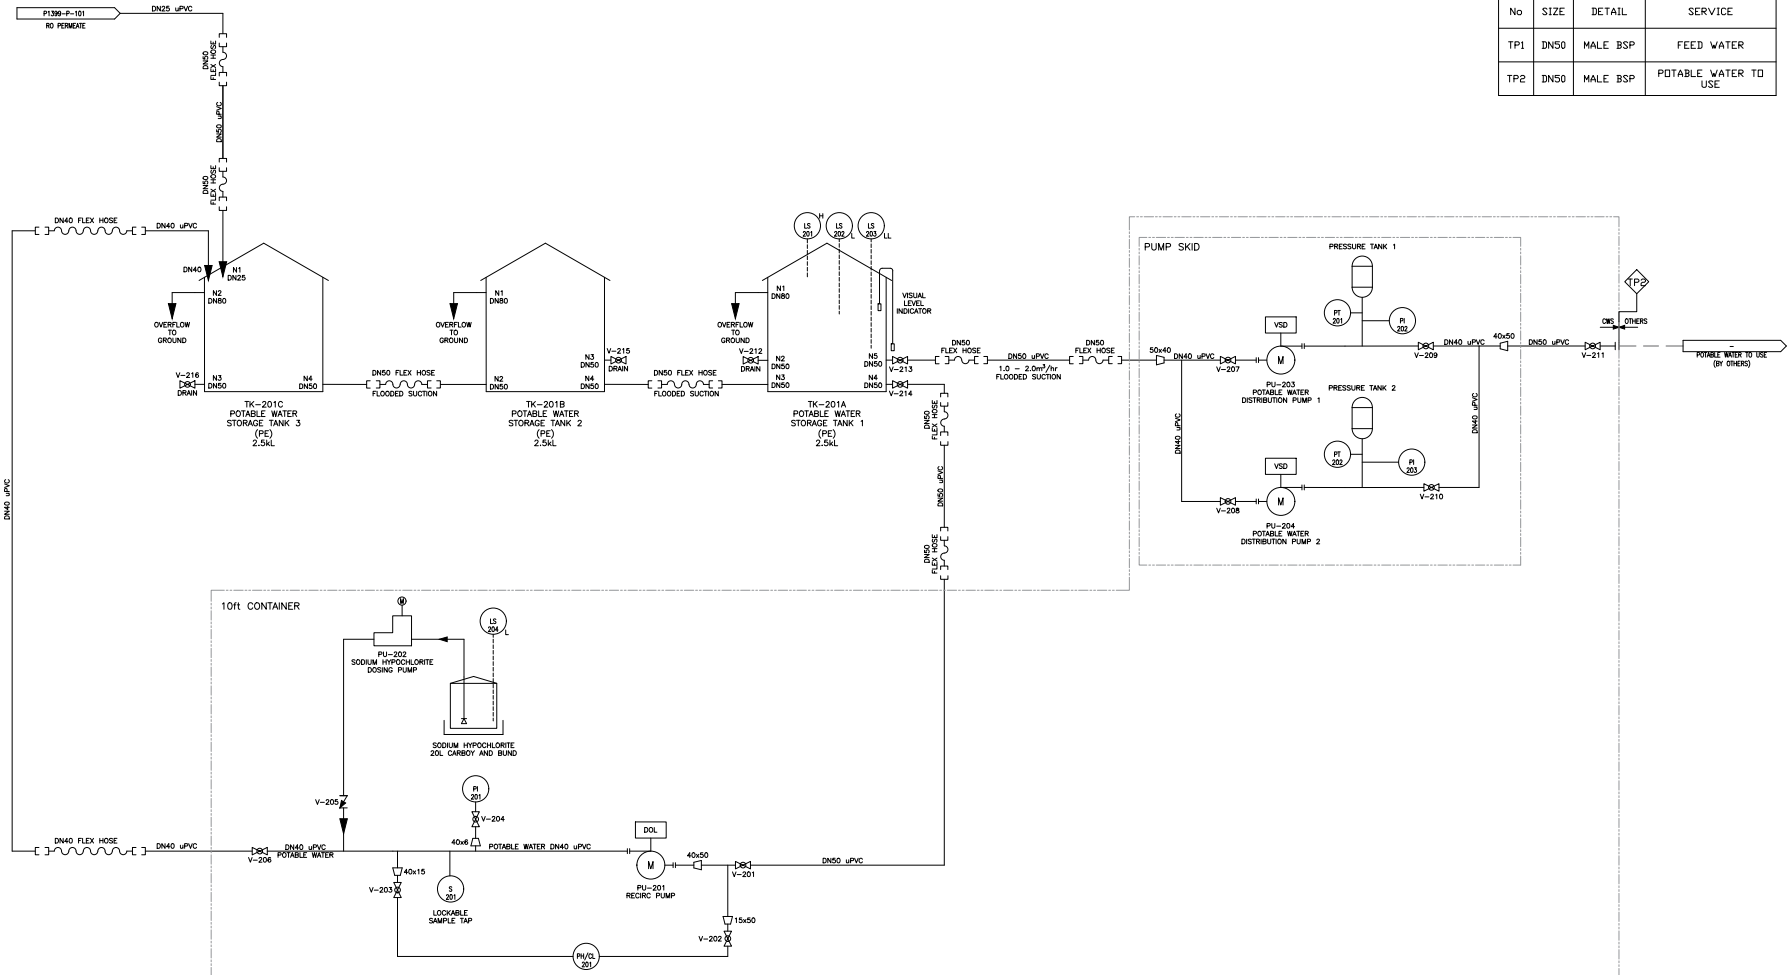 P1399-P-101
RO PERMEATE
DN25 uPVC
No SIZE DETAIL SERVICE
TP1 DN50 MALE BSP FEED WATER
TP2 DN50 MALE BSP POTABLE WATER TO
USE
DN50
FLEX HOSE
DN50 uPVC
DN50
FLEX HOSE
DN40 FLEX HOSE
DN40 uPVC
DN40
N1
DN25
N2
DN80
OVERFLOW
TO
GROUND
V-216
DRAIN
N3
DN50
N4
DN50
TK-201C
POTABLE WATER
STORAGE TANK 3
(PE)
2.5kL
DN50 FLEX HOSE
FLOODED SUCTION
N1
DN80
OVERFLOW
TO
GROUND
N2
DN50
N3
DN50
V-215
DRAIN
N4
DN50
TK-201B
POTABLE WATER
STORAGE TANK 2
(PE)
2.5kL
DN50 FLEX HOSE
FLOODED SUCTION
LS
201
H
LS
202
L
LS
203
LL
N1
DN80
OVERFLOW
TO
GROUND
V-212
DRAIN
N2
DN50
N3
DN50
VISUAL
LEVEL
INDICATOR
N5
DN50
V-213
N4
DN50
V-214
TK-201A
POTABLE WATER
STORAGE TANK 1
(PE)
2.5kL
DN50
FLEX HOSE
DN50 uPVC
1.0 - 2.0m³/hr
FLOODED SUCTION
DN50
FLEX HOSE
50x40
PUMP SKID
DN40 uPVC
V-207
VSD
M
PU-203
POTABLE WATER
DISTRIBUTION PUMP 1
PRESSURE TANK 1
PT
201
PI
202
V-209
DN40 uPVC
40x50
DN50 uPVC
V-211
TP2
CWS
OTHERS
-
POTABLE WATER TO USE
(BY OTHERS)
DN40 uPVC
PRESSURE TANK 2
PT
202
PI
203
DN40 uPVC
V-210
V-208
VSD
M
PU-204
POTABLE WATER
DISTRIBUTION PUMP 2
DN50
FLEX HOSE
DN50 uPVC
DN50
FLEX HOSE
DN40 uPVC
10ft CONTAINER
M
PU-202
SODIUM HYPOCHLORITE
DOSING PUMP
LS
204
L
SODIUM HYPOCHLORITE
20L CARBOY AND BUND
V-205
PI
201
V-204
40x6
DN40 FLEX HOSE
DN40 uPVC
V-206
DN40 uPVC
POTABLE WATER
POTABLE WATER DN40 uPVC
DOL
M
PU-201
RECIRC PUMP
40x50
V-201
DN50 uPVC
40x15
V-203
S
201
LOCKABLE
SAMPLE TAP
15x50
V-202
PH/CL
201